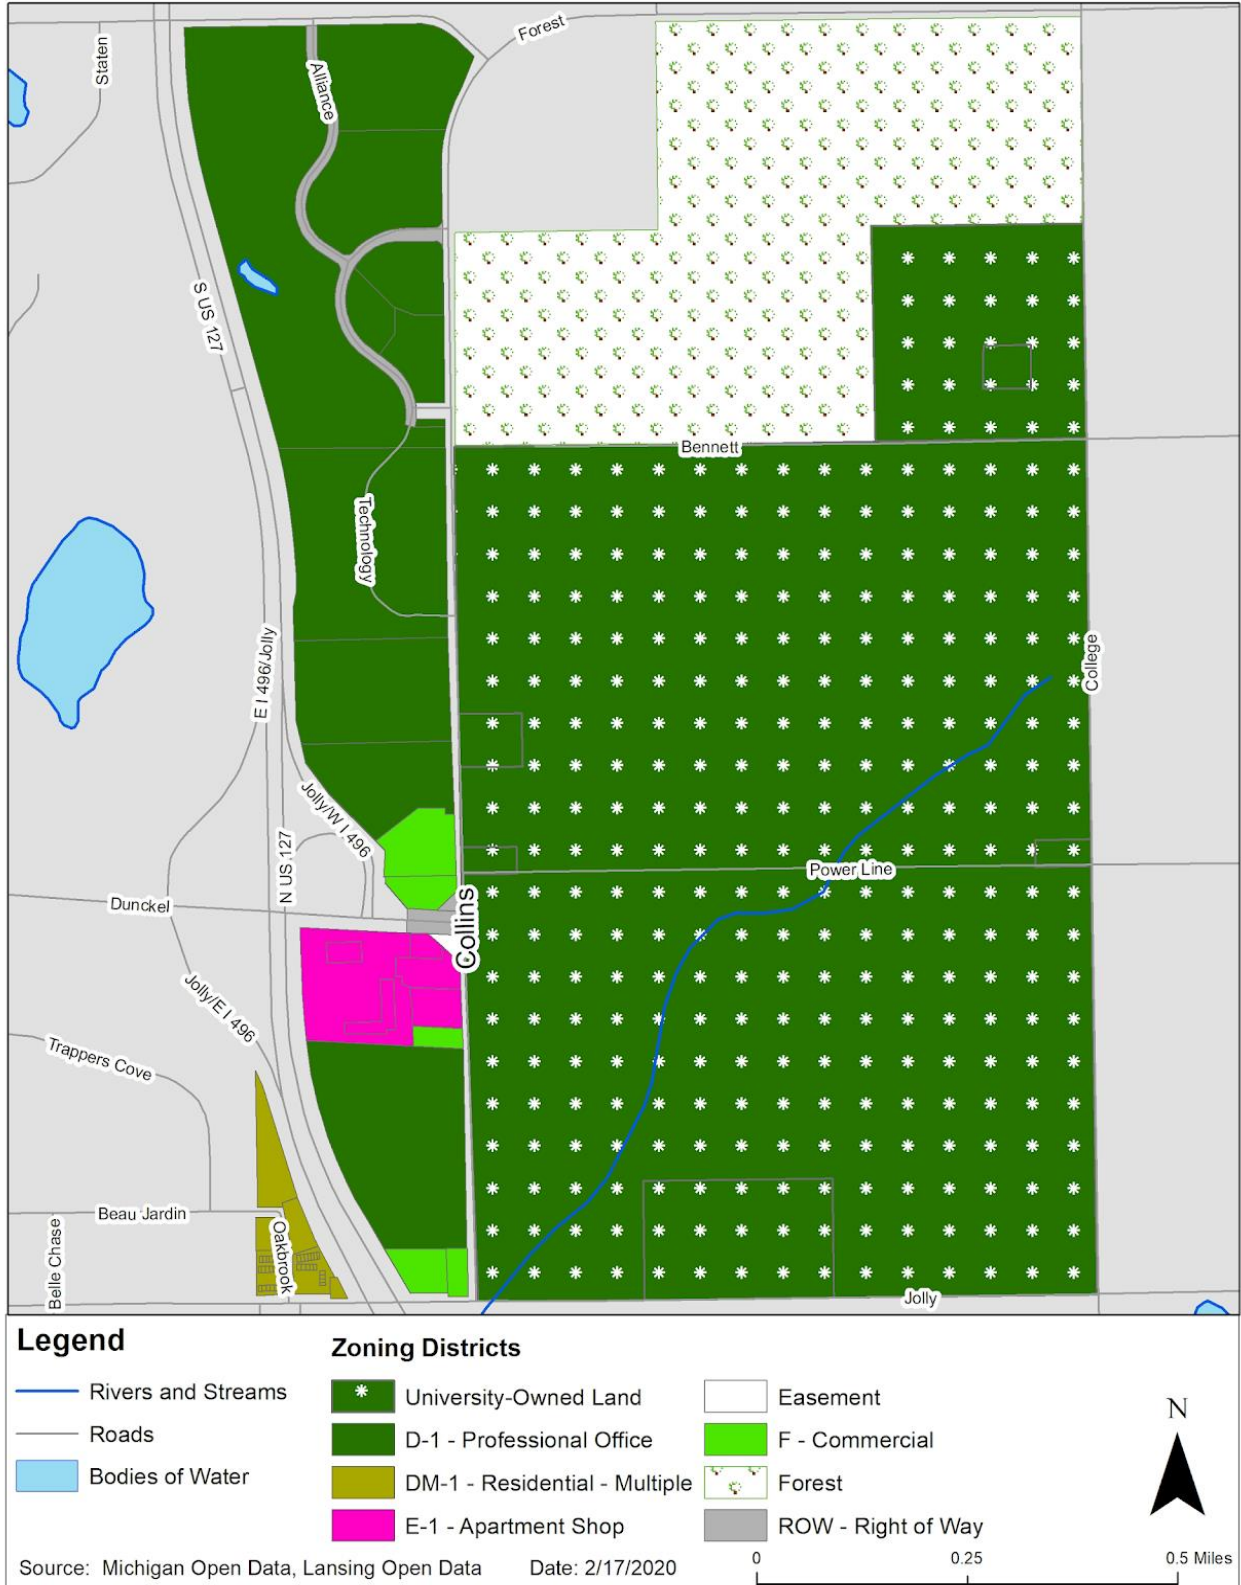 Forest
Staten
Alliance
S US 127
Bennett
Technology
E I 496/Jolly
College
Jolly/W I 496
N US 127
Power Line
Dunckel
Collins
Jolly/E I 496
Trappers Cove
Beau Jardin
Oakbrook
Belle Chase
Jolly
Legend
Rivers and Streams
Roads
Bodies of Water
Zoning Districts
University-Owned Land
D-1 - Professional Office
DM-1 - Residential - Multiple
E-1 - Apartment Shop
Easement
F - Commercial
Forest
ROW - Right of Way
N
Source: Michigan Open Data, Lansing Open Data Date: 2/17/2020
0 0.25 0.5 Miles